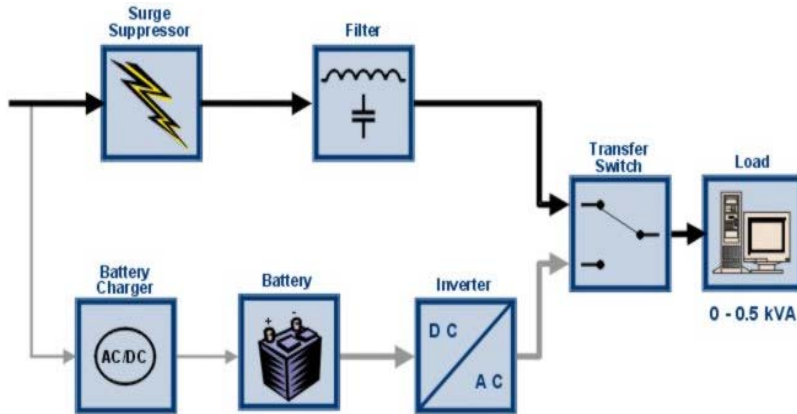 Surge
Suppressor
Filter
Transfer
Switch
Load
Battery
Charger
Battery
Inverter
+ -
AC/DC
D C
A C
0 - 0.5 kVA